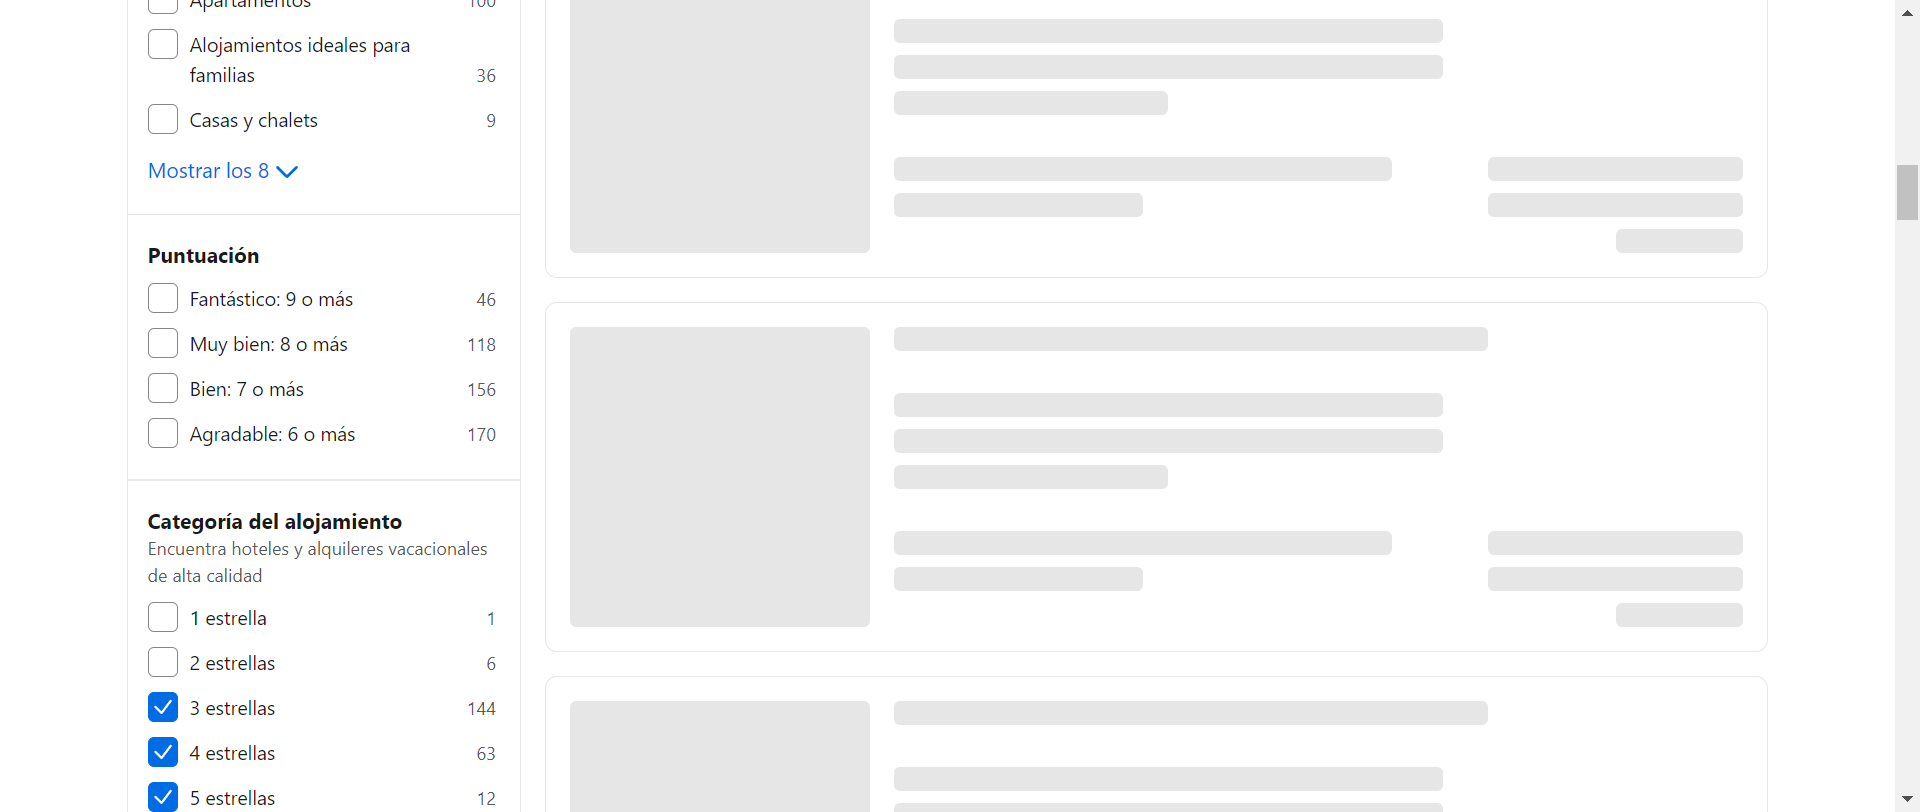 Apartamentos 100
Alojamientos ideales para
familias 36
Casas y chalets 9
Mostrar los 8
Puntuación
Fantástico: 9 o más 46
Muy bien: 8 o más 118
Bien: 7 o más 156
Agradable: 6 o más 170
Categoría del alojamiento
Encuentra hoteles y alquileres vacacionales
de alta calidad
1 estrella 1
2 estrellas 6
3 estrellas 144
4 estrellas 63
5 estrellas 12